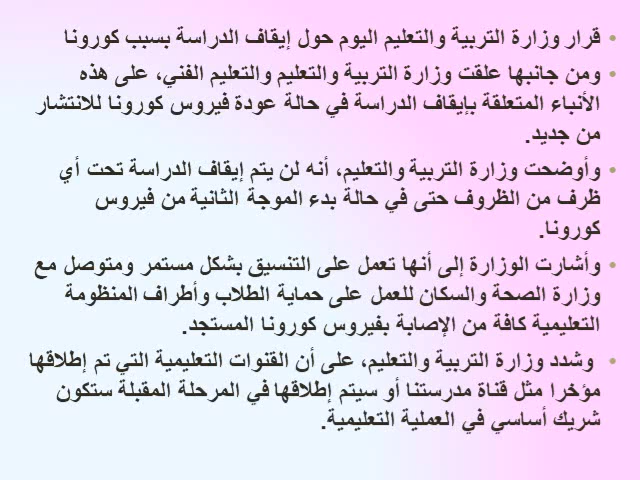 • قرار وزارة التربية والتعليم اليوم حول إيقاف الدراسة بسبب كورونا
• ومن جانبها علقت وزارة التربية والتعليم والتعليم الفني، على هذه
الأنباء المتعلقة بإيقاف الدراسة في حالة عودة فيروس كورونا للانتشار
من جديد.
• وأوضحت وزارة التربية والتعليم، أنه لن يتم إيقاف الدراسة تحت أي
ظرف من الظروف حتى في حالة بدء الموجة الثانية من فيروس
كورونا.
• وأشارت الوزارة إلى أنها تعمل على التنسيق بشكل مستمر ومتوصل مع
وزارة الصحة والسكان للعمل على حماية الطلاب وأطراف المنظومة
التعليمية كافة من الإصابة بفيروس كورونا المستجد.
• وشدد وزارة التربية والتعليم، على أن القنوات التعليمية التي تم إطلاقها
مؤخرا مثل قناة مدرستنا أو سيتم إطلاقها في المرحلة المقبلة ستكون
شريك أساسي في العملية التعليمية.